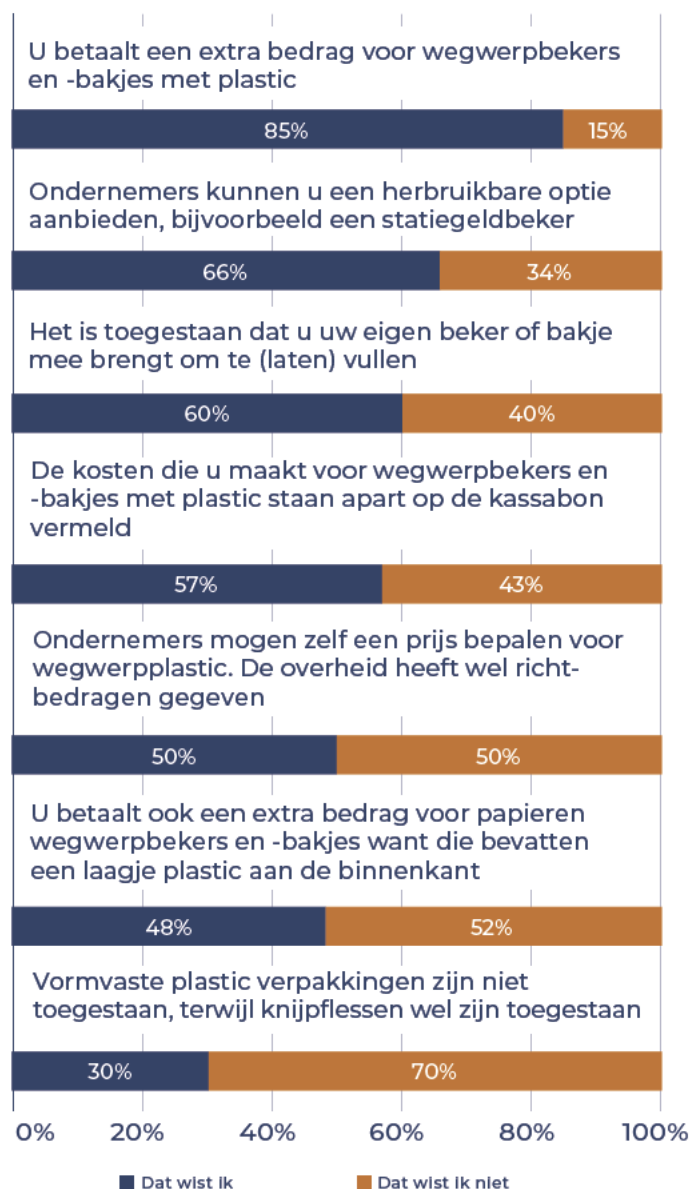 U betaalt een extra bedrag voor wegwerpbekers
en -bakjes met plastic
85% 15%
Ondernemers kunnen u een herbruikbare optie
aanbieden, bijvoorbeeld een statiegeldbeker
66% 34%
Het is toegestaan dat u uw eigen beker of bakje
mee brengt om te (laten) vullen
60% 40%
De kosten die u maakt voor wegwerpbekers en
-bakjes met plastic staan apart op de kassabon
vermeld
57% 43%
Ondernemers mogen zelf een prijs bepalen voor
wegwerpplastic. De overheid heeft wel richt-
bedragen gegeven
50% 50%
U betaalt ook een extra bedrag voor papieren
wegwerpbekers en -bakjes want die bevatten
een laagje plastic aan de binnenkant
48% 52%
Vormvaste plastic verpakkingen zijn niet
toegestaan, terwijl knijpflessen wel zijn toegestaan
30% 70%
0% 20% 40% 60% 80% 100%
Dat wist ik Dat wist ik niet